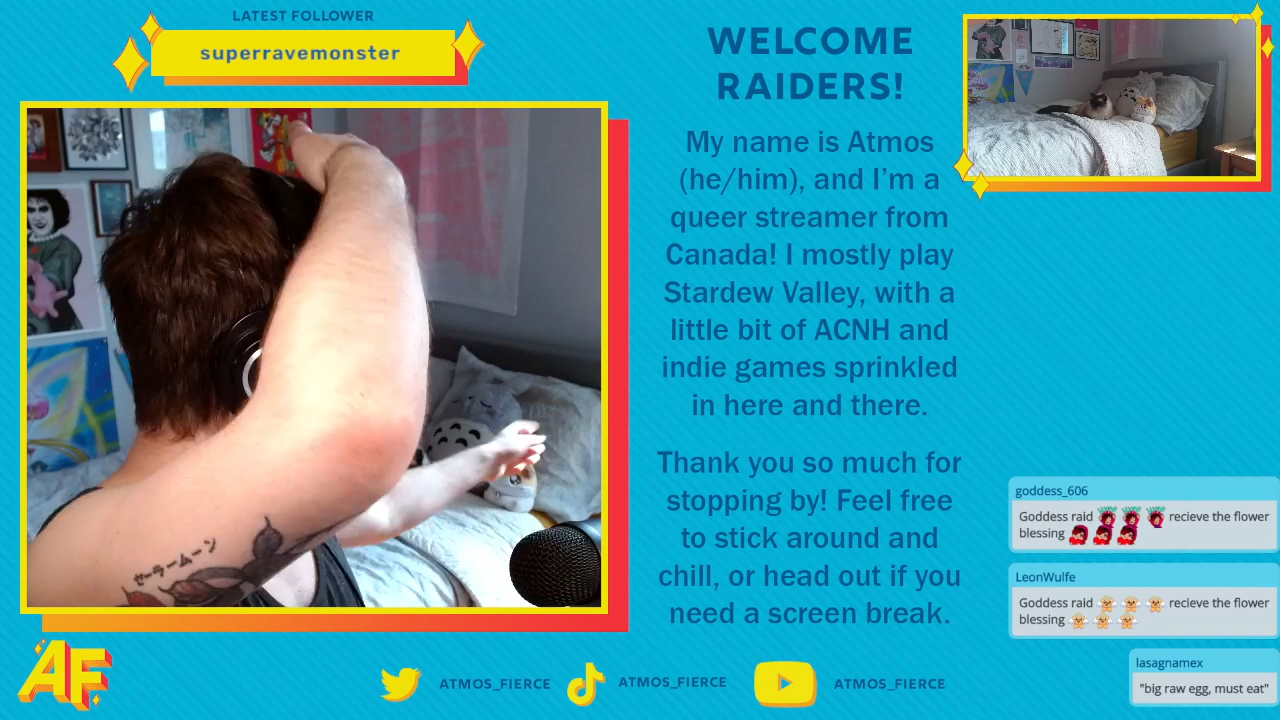 LATEST FOLLOWER
superravemonster
WELCOME
RAIDERS!
My name is Atmos
(he/him), and I'm a
queer streamer from
Canada! I mostly play
Stardew Valley, with a
little bit of ACNH and
indie games sprinkled
in here and there.
Thank you so much for
stopping by! Feel free
to stick around and
chill, or head out if you
need a screen break.
セーラームーン
goddess_606
Goddess raid recieve the flower
blessing
LeonWulfe
Goddess raid recieve the flower
blessing
lasagnamex
"big raw egg, must eat"
AF
ATMOS_FIERCE
ATMOS_FIERCE
ATMOS_FIERCE